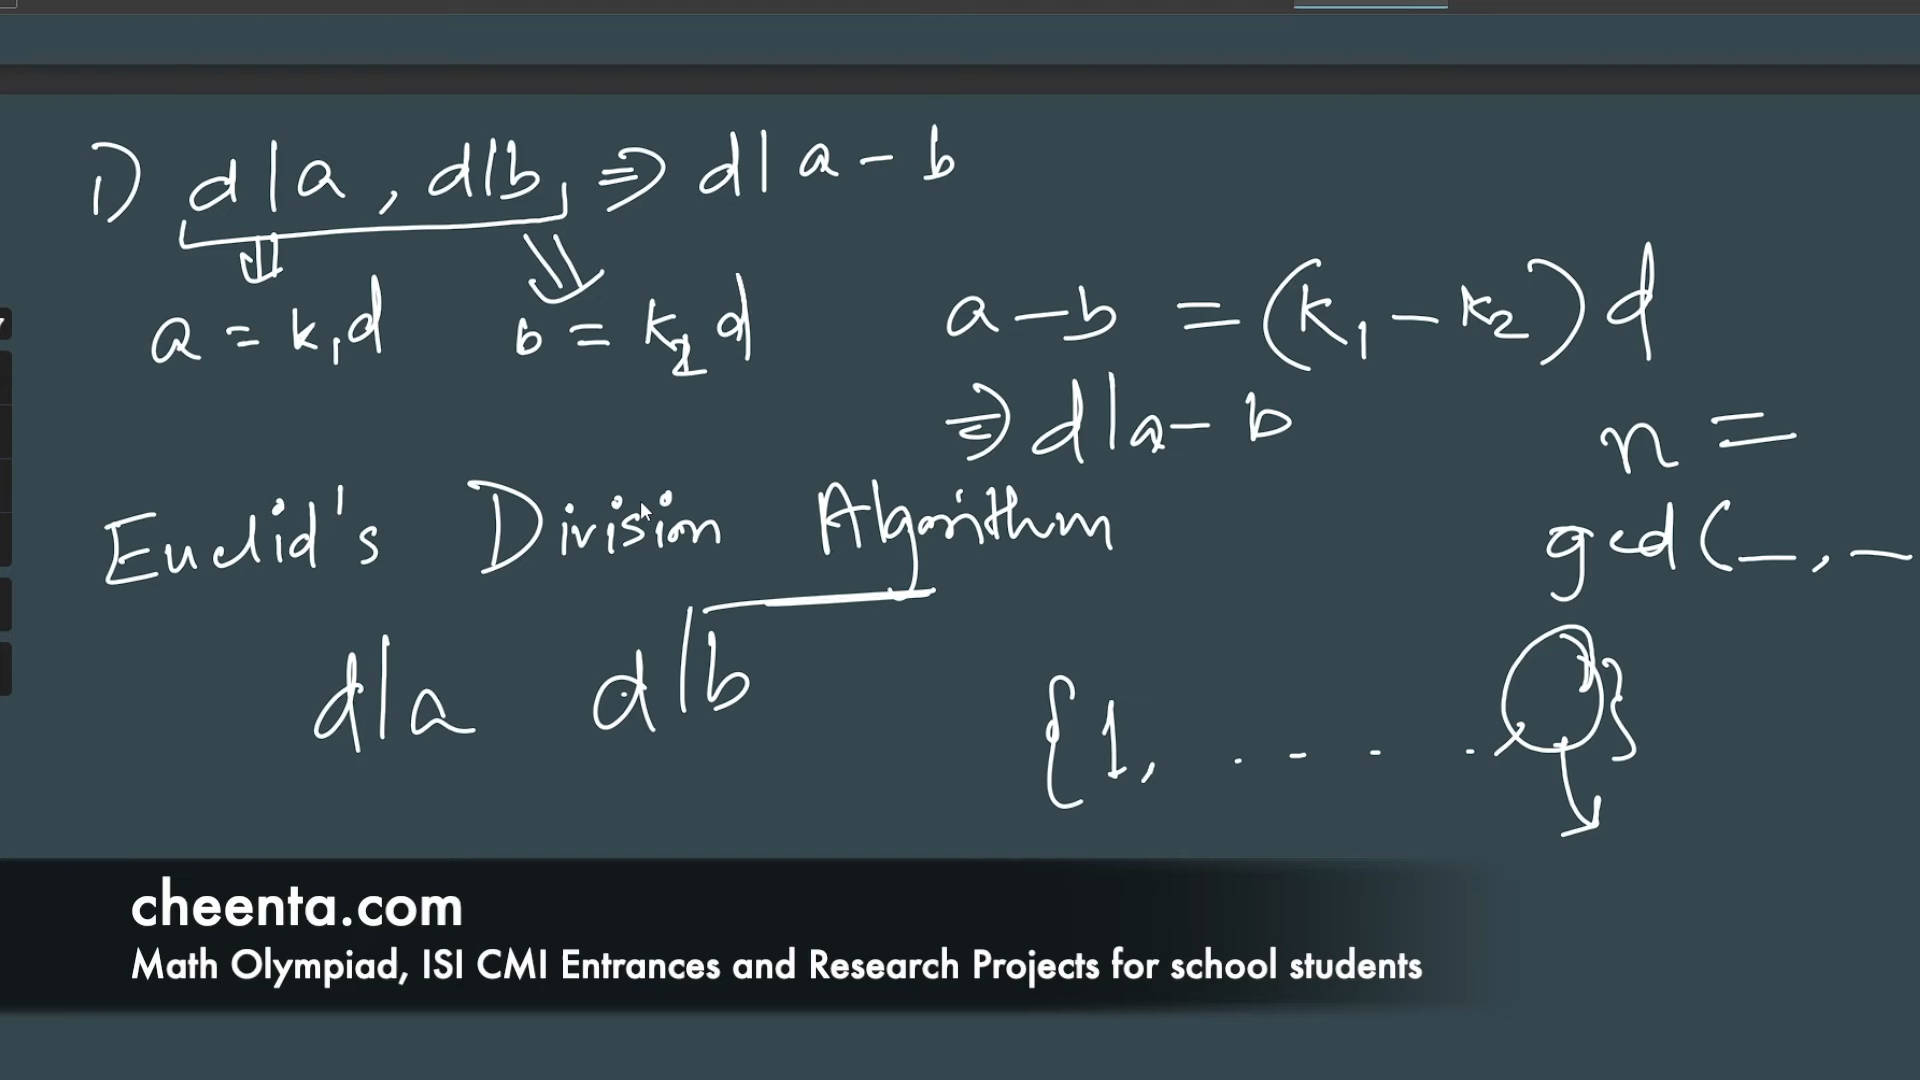 1) d|a , d|b, ⇒ d| a - b
a = k₁d b = k₂d a - b = (k₁ - k₂) d
⇒ d|a - b
n =
Euclid's Division Algorithm
gcd ( _ , _
d|a d|b
{1, . - - . }
cheenta.com
Math Olympiad, ISI CMI Entrances and Research Projects for school students